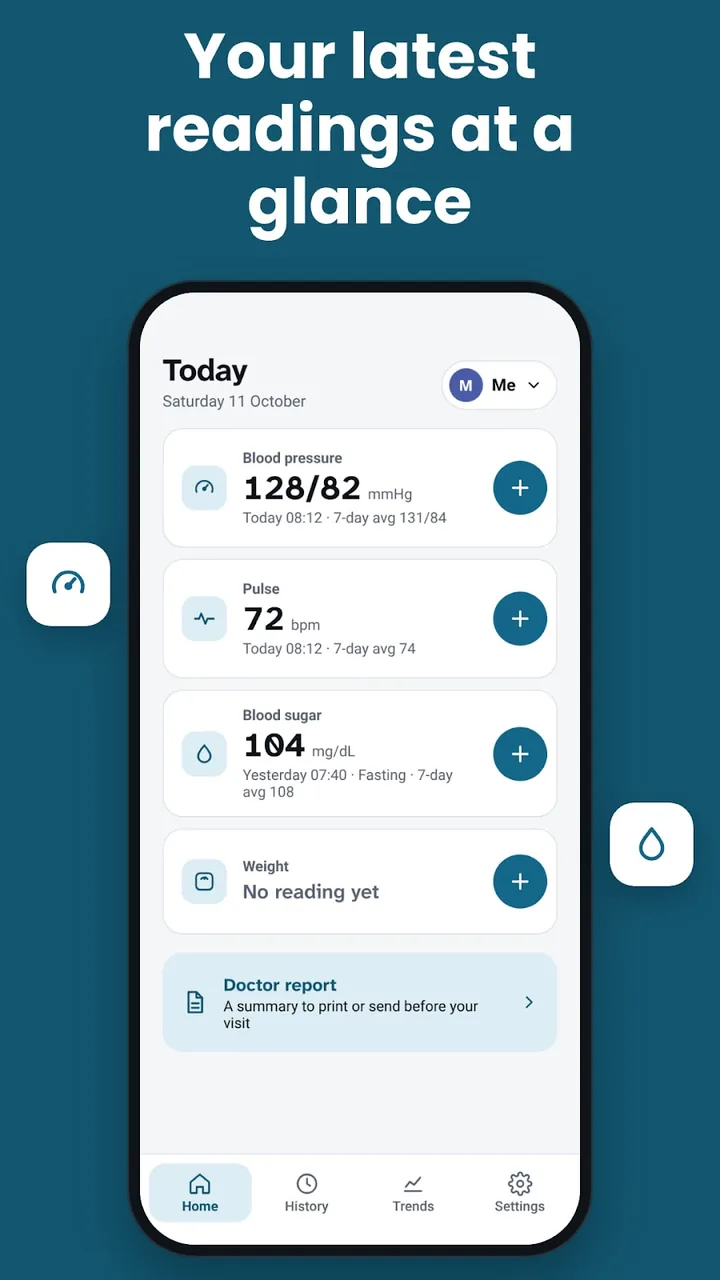 Your latest
readings at a
glance
Today
Saturday 11 October
M Me
Blood pressure
128/82 mmHg
Today 08:12 · 7-day avg 131/84
Pulse
72 bpm
Today 08:12 · 7-day avg 74
Blood sugar
104 mg/dL
Yesterday 07:40 · Fasting · 7-day
avg 108
Weight
No reading yet
Doctor report
A summary to print or send before your
visit
Home History Trends Settings